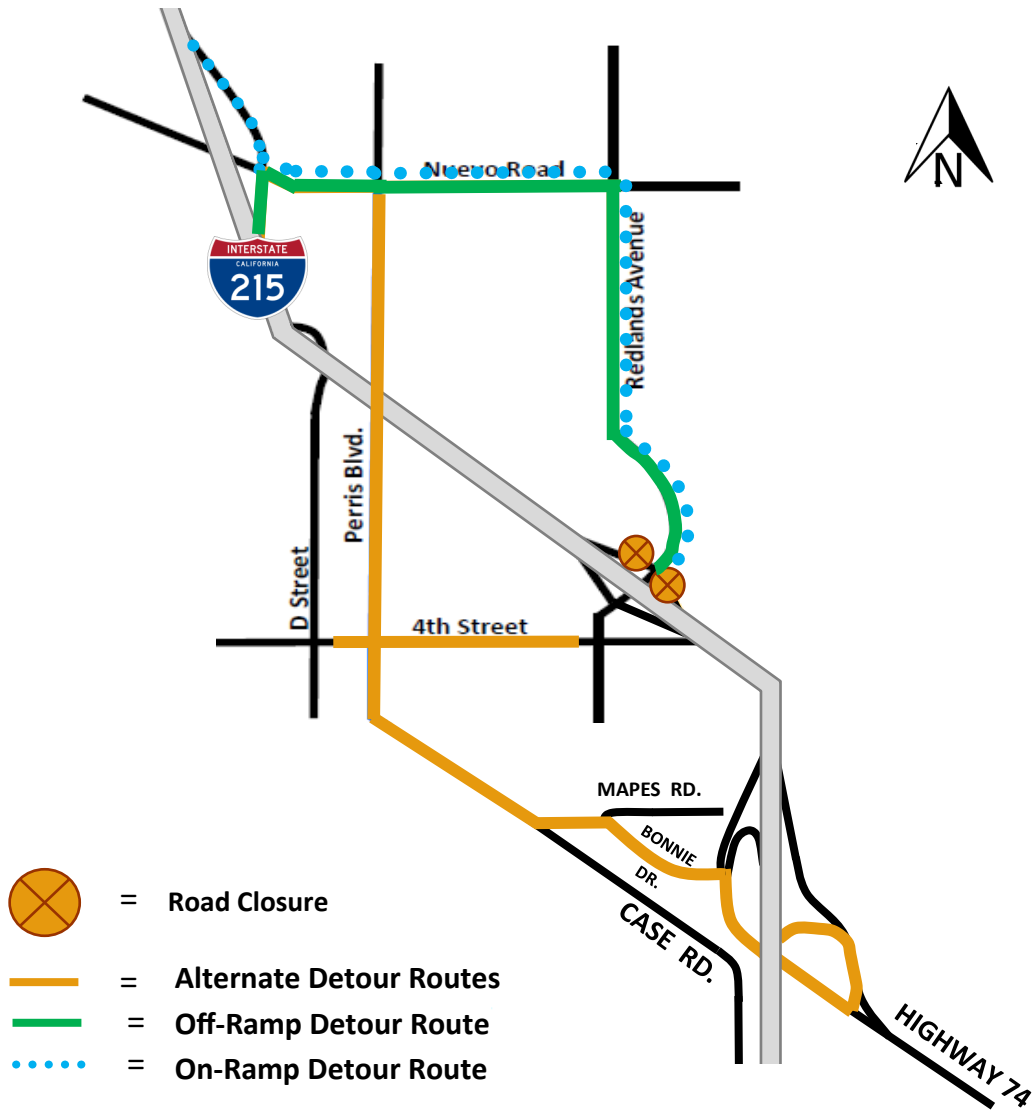 Nuevo Road
N
INTERSTATE
CALIFORNIA
215
Redlands Avenue
Perris Blvd.
D Street
4th Street
MAPES RD.
BONNIE
DR.
CASE RD.
HIGHWAY 74
= Road Closure
= Alternate Detour Routes
= Off-Ramp Detour Route
= On-Ramp Detour Route